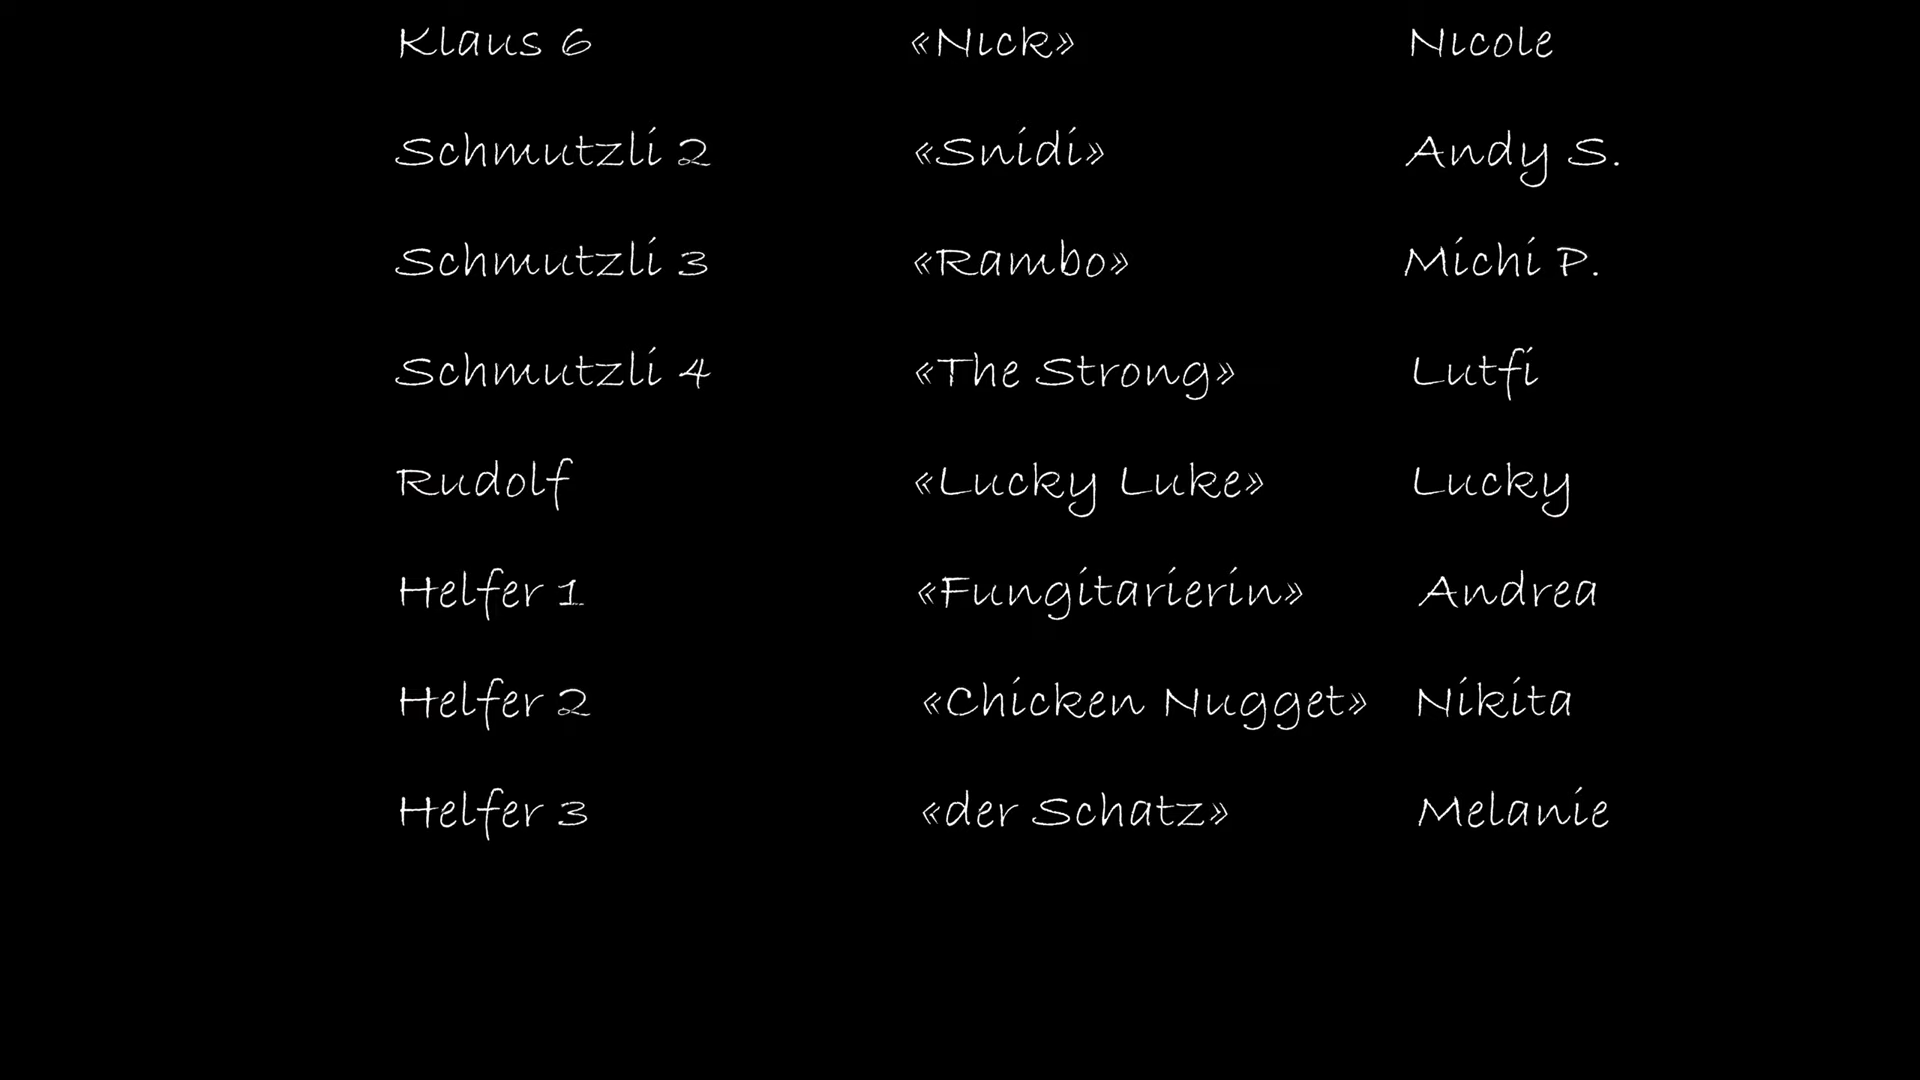 Klaus 6 «Nick» Nicole
Schmutzli 2 «Snidi» Andy S.
Schmutzli 3 «Rambo» Michi P.
Schmutzli 4 «The Strong» Lutfi
Rudolf «Lucky Luke» Lucky
Helfer 1 «Fungitarierin» Andrea
Helfer 2 «Chicken Nugget» Nikita
Helfer 3 «der Schatz» Melanie